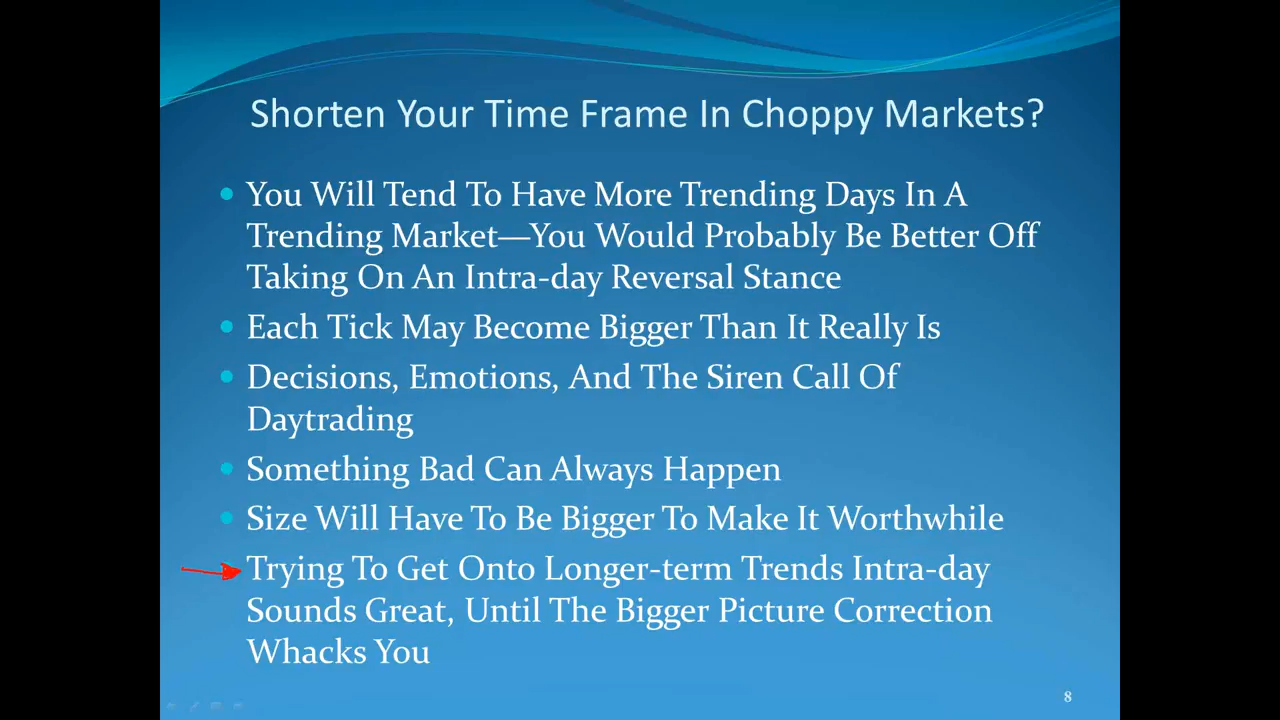 Shorten Your Time Frame In Choppy Markets?
You Will Tend To Have More Trending Days In A
Trending Market—You Would Probably Be Better Off
Taking On An Intra-day Reversal Stance
Each Tick May Become Bigger Than It Really Is
Decisions, Emotions, And The Siren Call Of
Daytrading
Something Bad Can Always Happen
Size Will Have To Be Bigger To Make It Worthwhile
Trying To Get Onto Longer-term Trends Intra-day
Sounds Great, Until The Bigger Picture Correction
Whacks You
8